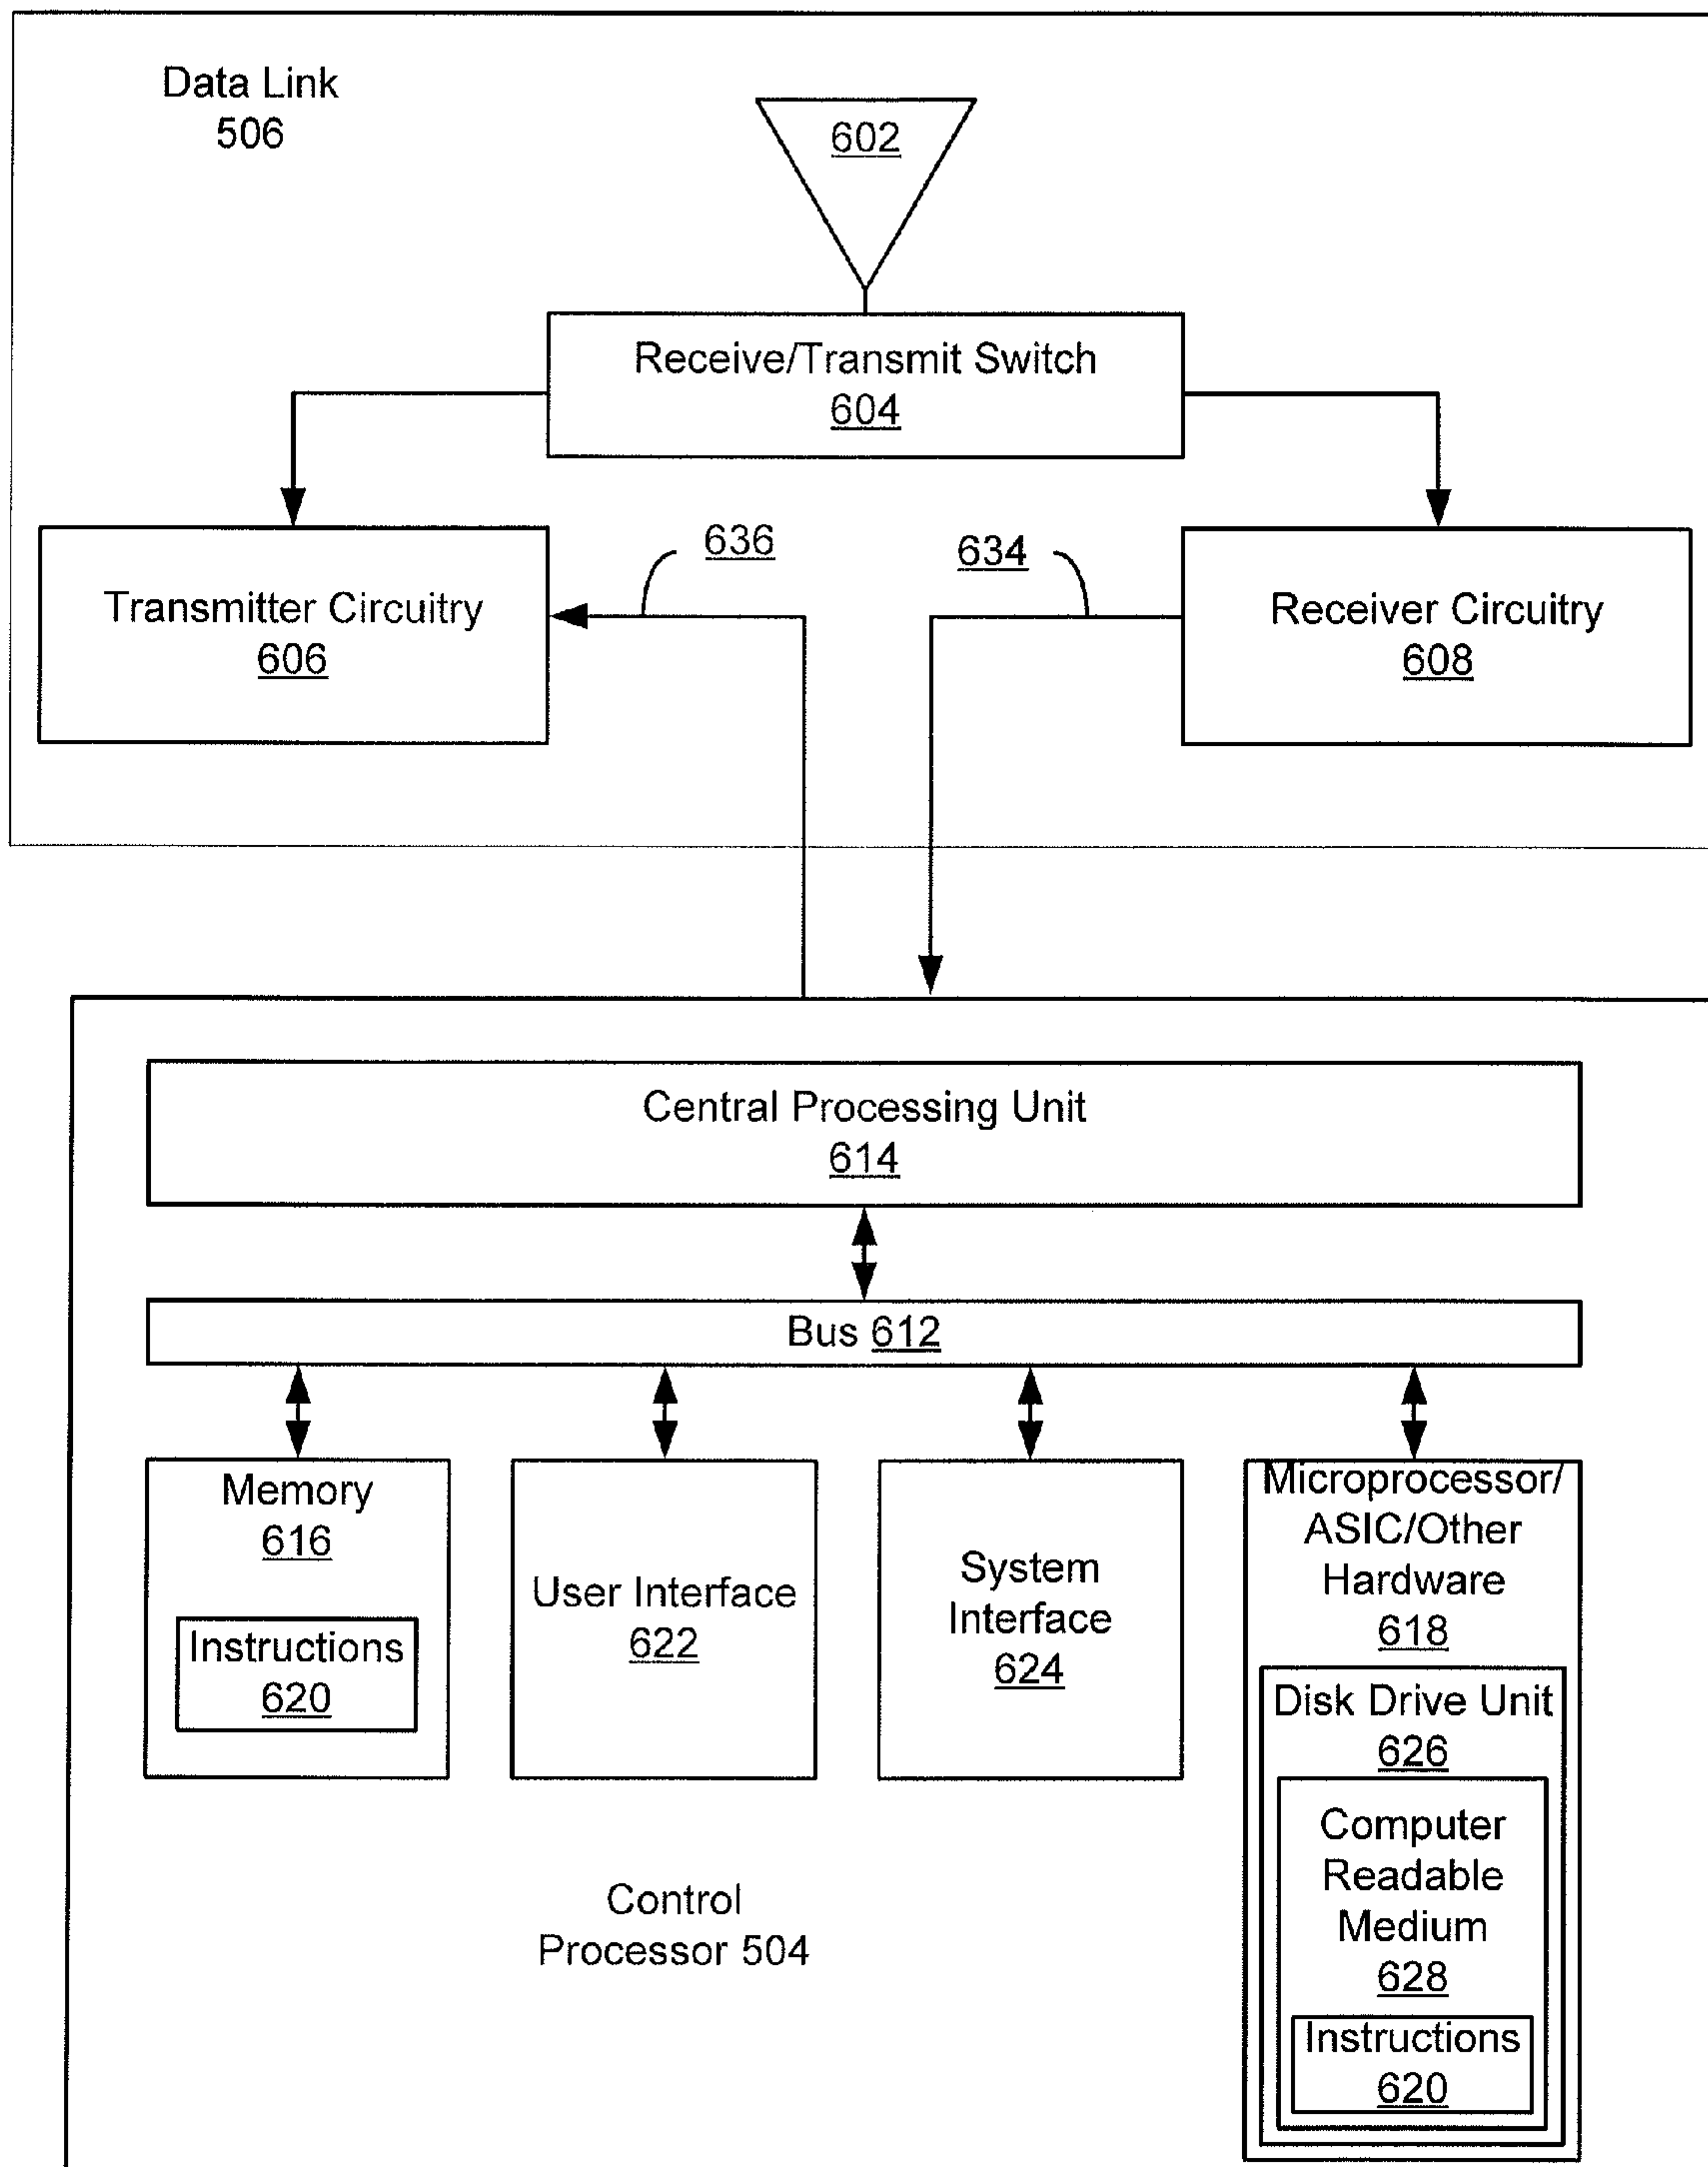 Data Link
506
602
Receive/Transmit Switch
604
636
634
Transmitter Circuitry
606
Receiver Circuitry
608
Central Processing Unit
614
Bus 612
Memory
616
Instructions
620
User Interface
622
System
Interface
624
Microprocessor/
ASIC/Other
Hardware
618
Disk Drive Unit
626
Computer
Readable
Medium
628
Instructions
620
Control
Processor 504